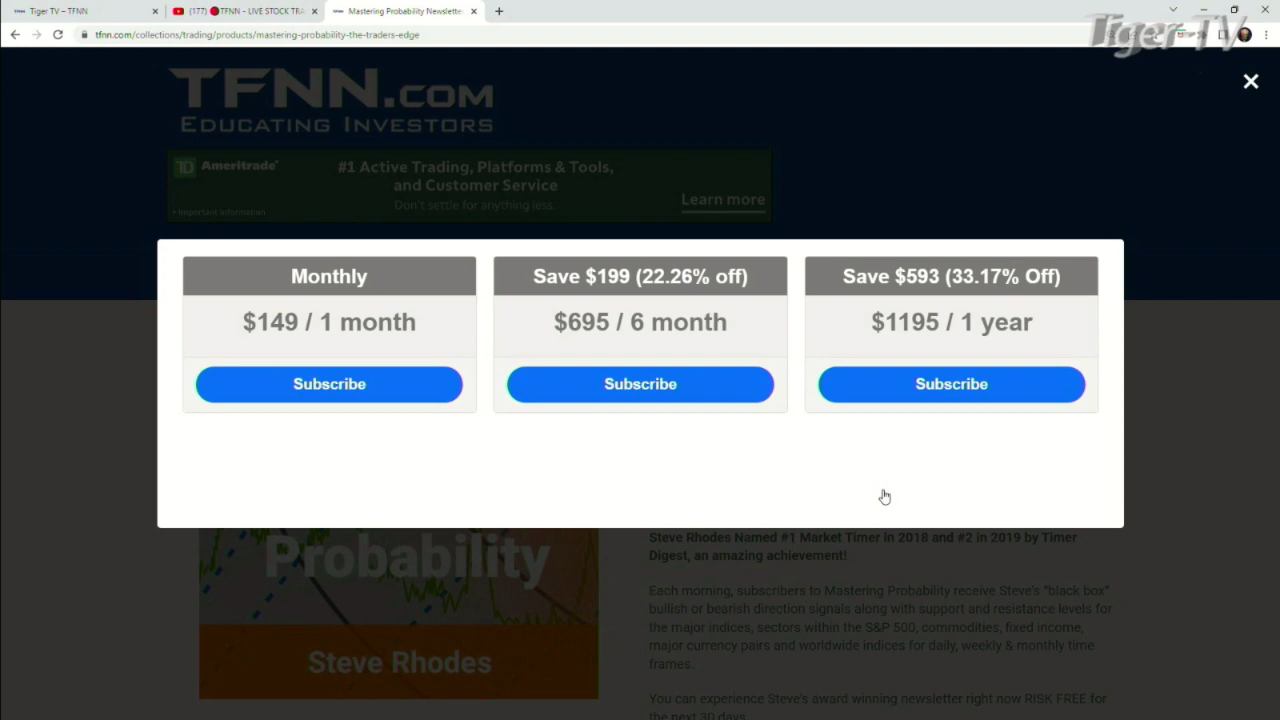 Tiger TV – TFNN
(177) 🔴TFNN - LIVE STOCK TRA
Mastering Probability Newslette
tfnn.com/collections/trading/products/mastering-probability-the-traders-edge
Tiger TV
TFNN.COM
EDUCATING INVESTORS
TD Ameritrade
#1 Active Trading, Platforms & Tools,
and Customer Service
Don't settle for anything less.
Learn more
• Important information
Monthly
$149 / 1 month
Subscribe
Save $199 (22.26% off)
$695 / 6 month
Subscribe
Save $593 (33.17% Off)
$1195 / 1 year
Subscribe
Probability
Steve Rhodes
Steve Rhodes Named #1 Market Timer in 2018 and #2 in 2019 by Timer
Digest, an amazing achievement!
Each morning, subscribers to Mastering Probability receive Steve's "black box"
bullish or bearish direction signals along with support and resistance levels for
the major indices, sectors within the S&P 500, commodities, fixed income,
major currency pairs and worldwide indices for daily, weekly & monthly time
frames.
You can experience Steve's award winning newsletter right now RISK FREE for
the next 30 days